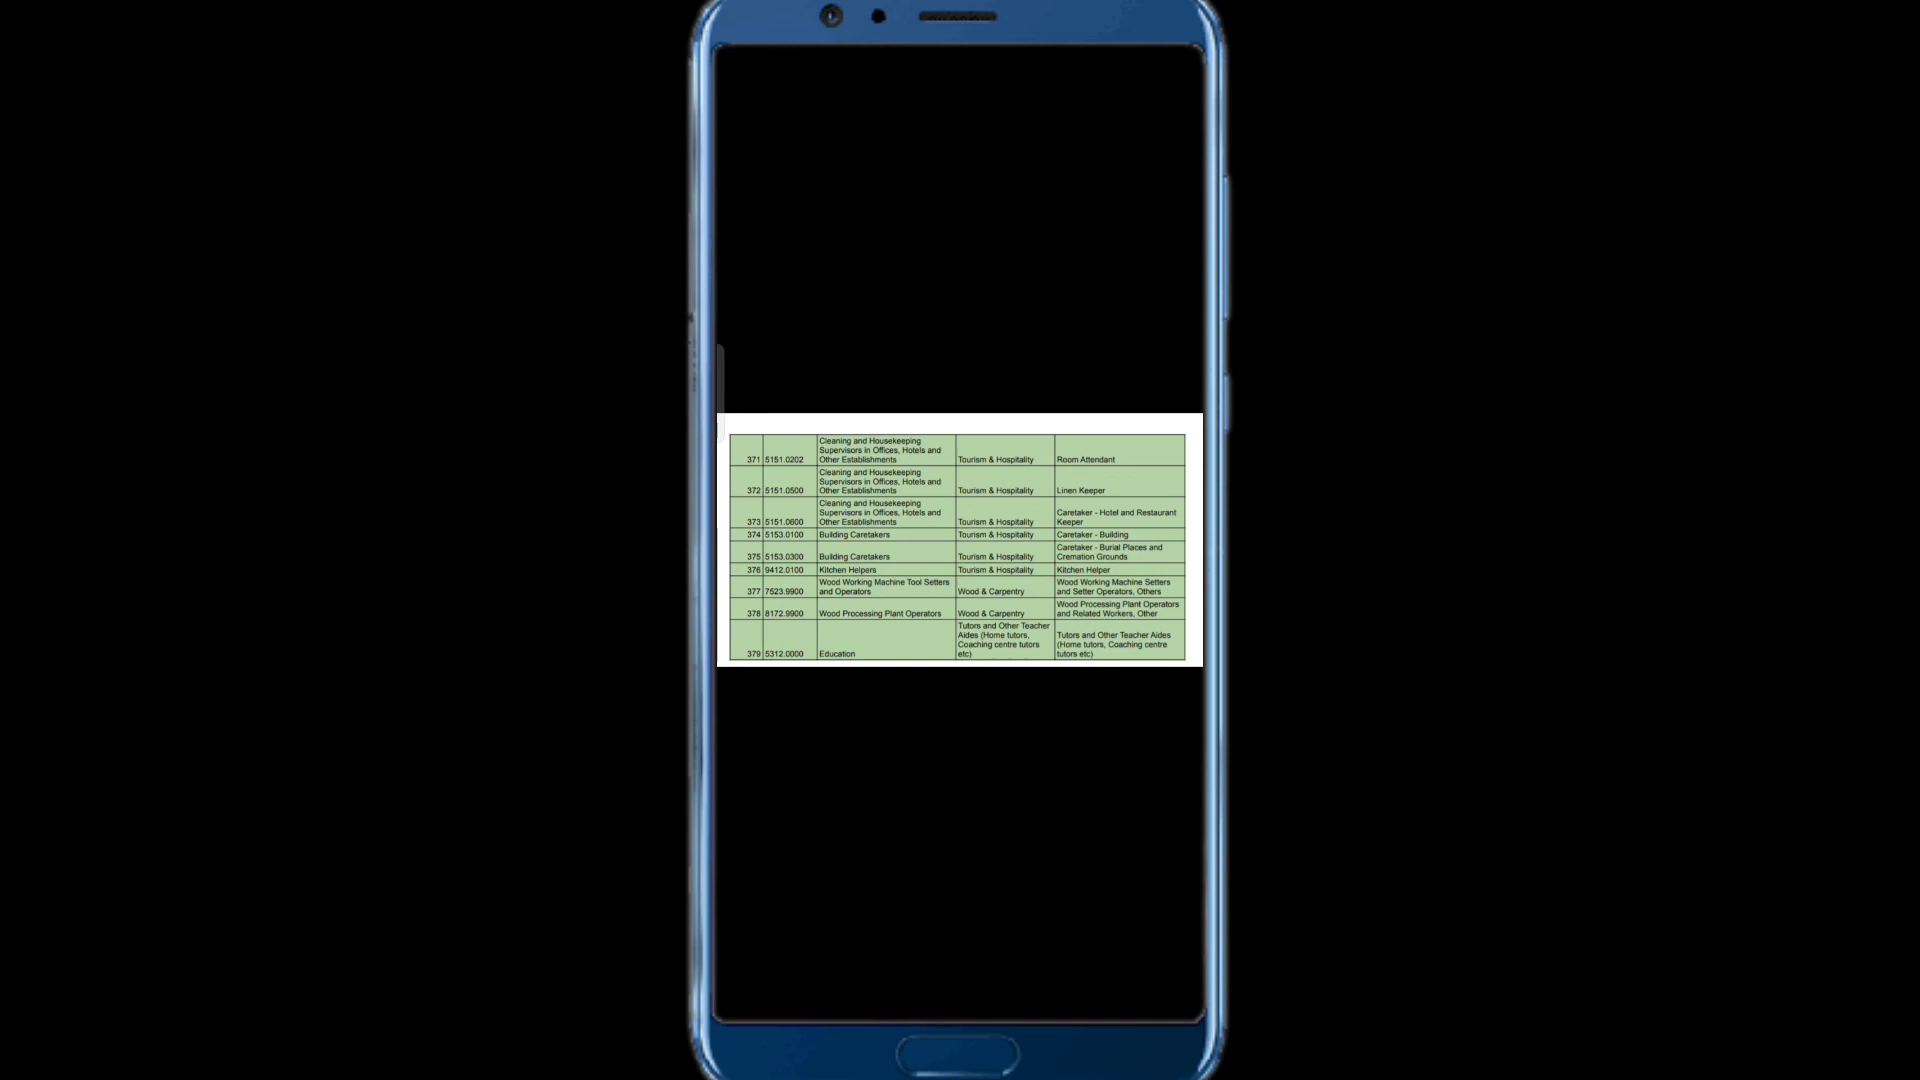 Cleaning and Housekeeping
Supervisors in Offices, Hotels and
371 5151.0202 Other Establishments Tourism & Hospitality Room Attendant
Cleaning and Housekeeping
Supervisors in Offices, Hotels and
372 5151.0500 Other Establishments Tourism & Hospitality Linen Keeper
Cleaning and Housekeeping
Supervisors in Offices, Hotels and Caretaker - Hotel and Restaurant
373 5151.0600 Other Establishments Tourism & Hospitality Keeper
374 5153.0100 Building Caretakers Tourism & Hospitality Caretaker - Building
Caretaker - Burial Places and
375 5153.0300 Building Caretakers Tourism & Hospitality Cremation Grounds
376 9412.0100 Kitchen Helpers Tourism & Hospitality Kitchen Helper
Wood Working Machine Tool Setters Wood Working Machine Setters
377 7523.9900 and Operators Wood & Carpentry and Setter Operators, Others
Wood Processing Plant Operators
378 8172.9900 Wood Processing Plant Operators Wood & Carpentry and Related Workers, Other
Tutors and Other Teacher
Aides (Home tutors, Tutors and Other Teacher Aides
Coaching centre tutors (Home tutors, Coaching centre
379 5312.0000 Education etc) tutors etc)